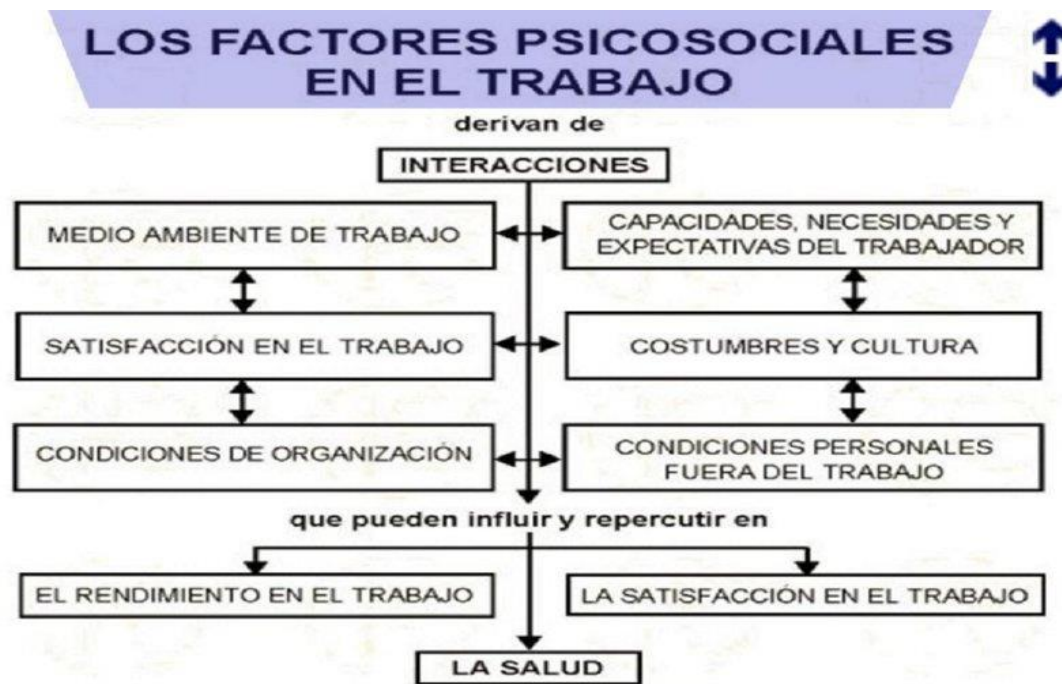 LOS FACTORES PSICOSOCIALES
EN EL TRABAJO
derivan de
INTERACCIONES
MEDIO AMBIENTE DE TRABAJO
CAPACIDADES, NECESIDADES Y
EXPECTATIVAS DEL TRABAJADOR
SATISFACCIÓN EN EL TRABAJO
COSTUMBRES Y CULTURA
CONDICIONES DE ORGANIZACIÓN
CONDICIONES PERSONALES
FUERA DEL TRABAJO
que pueden influir y repercutir en
EL RENDIMIENTO EN EL TRABAJO
LA SATISFACCIÓN EN EL TRABAJO
LA SALUD